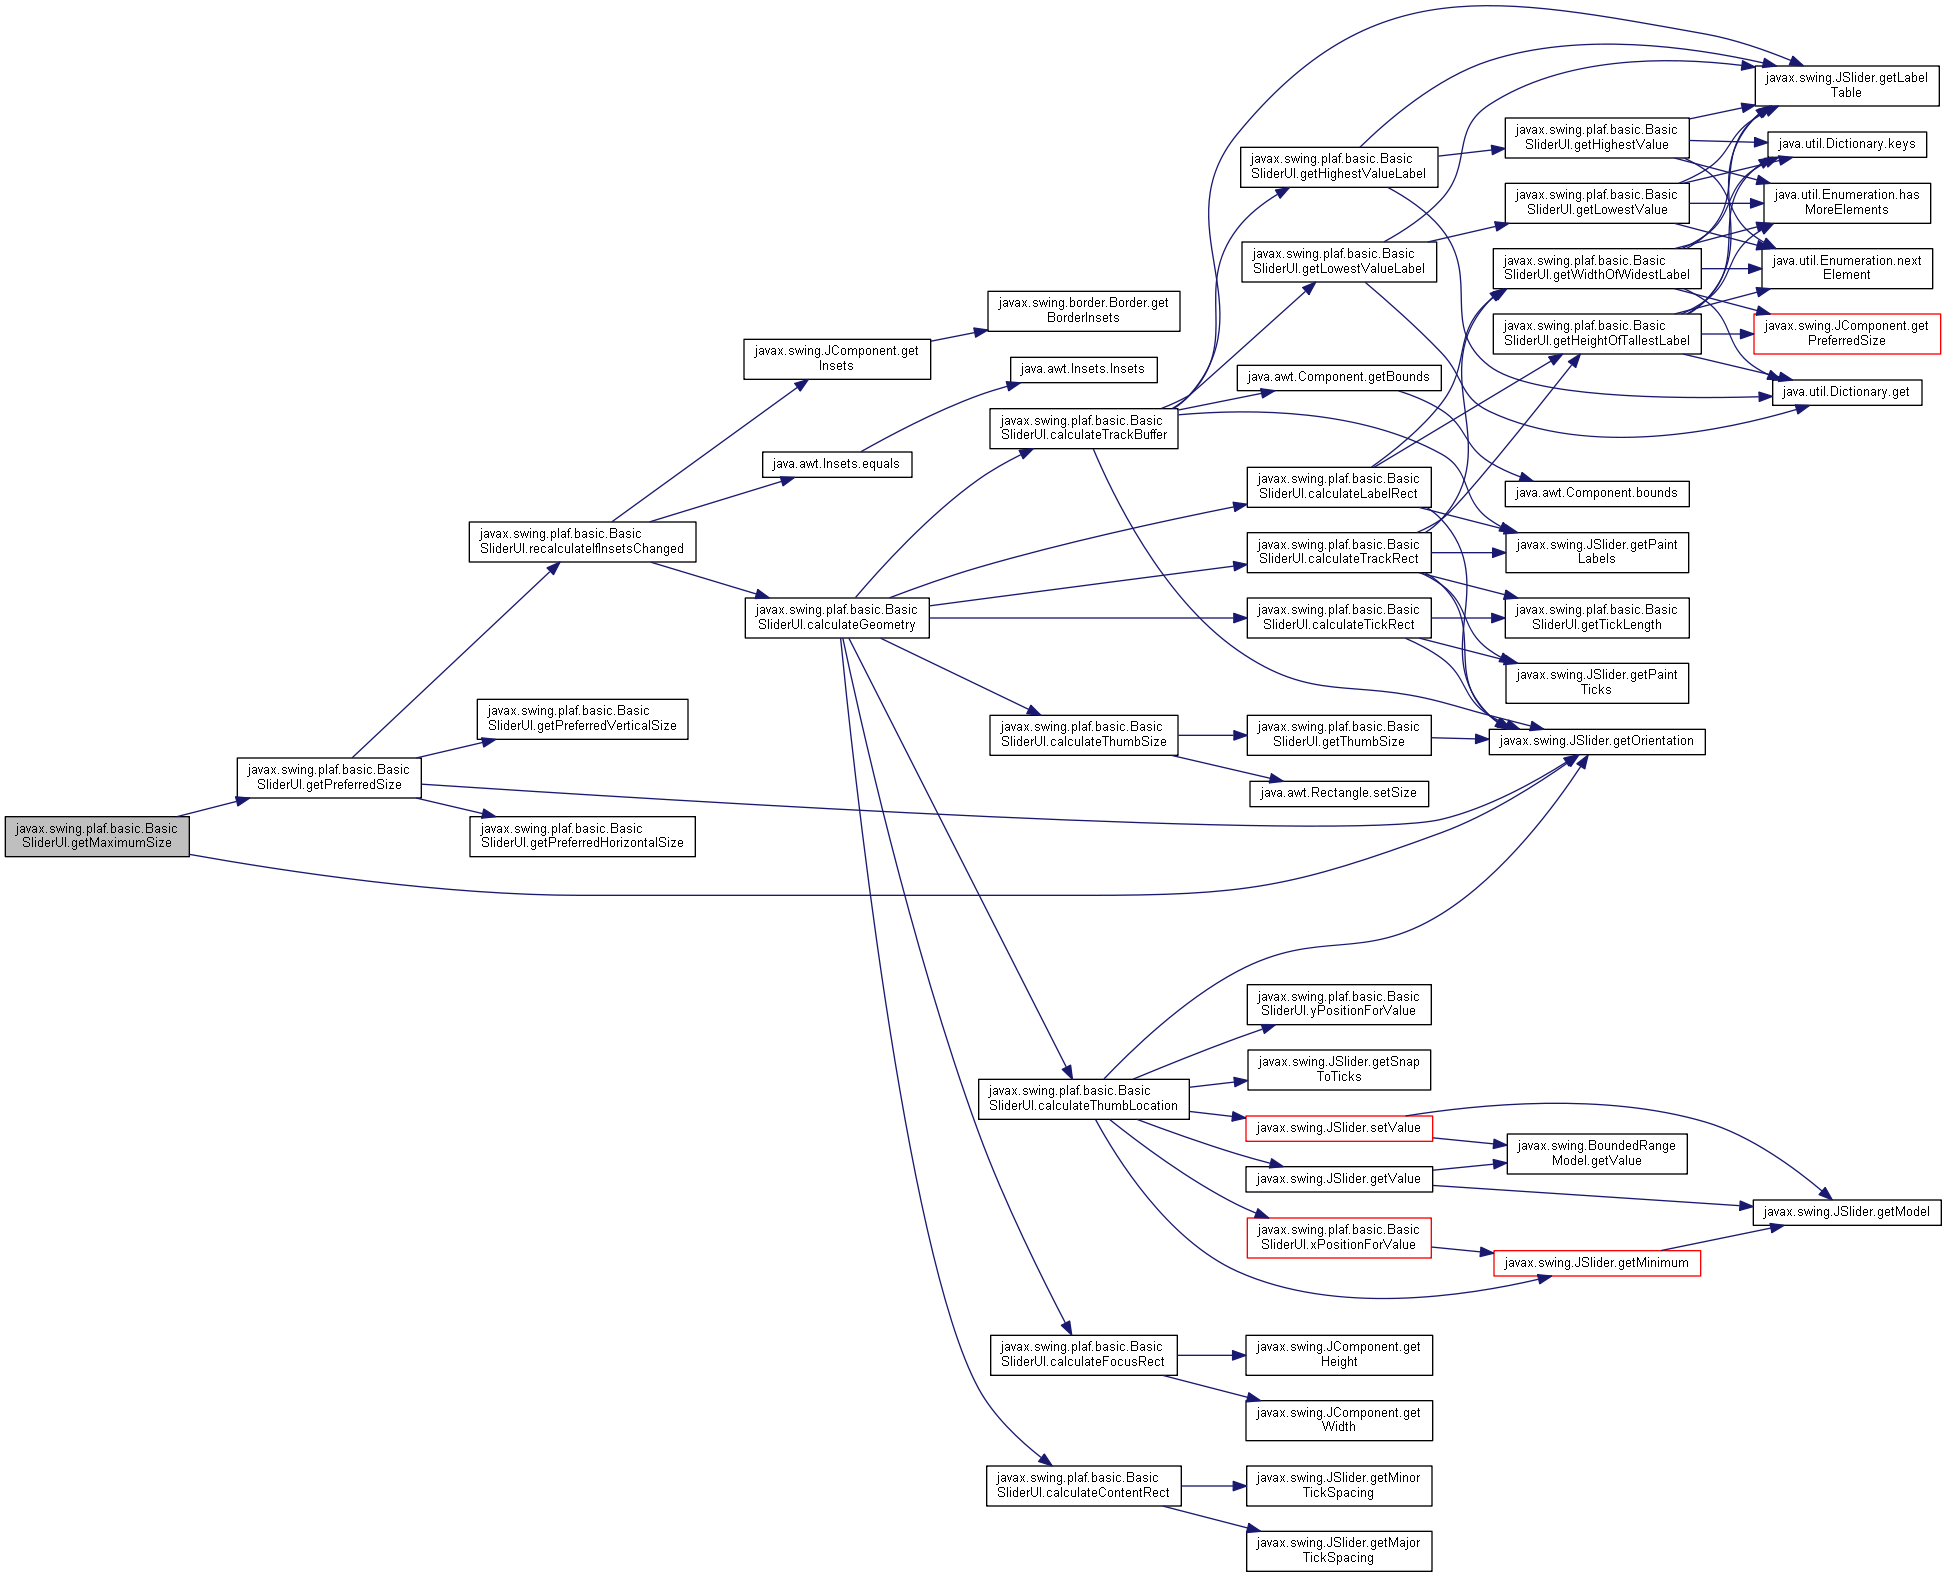 javax.swing.plaf.basic.Basic
SliderUI.getMaximumSize
javax.swing.plaf.basic.Basic
SliderUI.getPreferredSize
javax.swing.plaf.basic.Basic
SliderUI.recalculateIfInsetsChanged
javax.swing.plaf.basic.Basic
SliderUI.getPreferredVerticalSize
javax.swing.plaf.basic.Basic
SliderUI.getPreferredHorizontalSize
javax.swing.JComponent.get
Insets
java.awt.Insets.equals
javax.swing.plaf.basic.Basic
SliderUI.calculateGeometry
javax.swing.border.Border.get
BorderInsets
java.awt.Insets.Insets
javax.swing.plaf.basic.Basic
SliderUI.calculateTrackBuffer
javax.swing.plaf.basic.Basic
SliderUI.calculateThumbSize
javax.swing.plaf.basic.Basic
SliderUI.calculateThumbLocation
javax.swing.plaf.basic.Basic
SliderUI.calculateFocusRect
javax.swing.plaf.basic.Basic
SliderUI.calculateContentRect
javax.swing.plaf.basic.Basic
SliderUI.getHighestValueLabel
javax.swing.plaf.basic.Basic
SliderUI.getLowestValueLabel
java.awt.Component.getBounds
javax.swing.plaf.basic.Basic
SliderUI.calculateLabelRect
javax.swing.plaf.basic.Basic
SliderUI.calculateTrackRect
javax.swing.plaf.basic.Basic
SliderUI.calculateTickRect
javax.swing.plaf.basic.Basic
SliderUI.getThumbSize
java.awt.Rectangle.setSize
javax.swing.plaf.basic.Basic
SliderUI.yPositionForValue
javax.swing.JSlider.getSnap
ToTicks
javax.swing.JSlider.setValue
javax.swing.JSlider.getValue
javax.swing.plaf.basic.Basic
SliderUI.xPositionForValue
javax.swing.JComponent.get
Height
javax.swing.JComponent.get
Width
javax.swing.JSlider.getMinor
TickSpacing
javax.swing.JSlider.getMajor
TickSpacing
javax.swing.plaf.basic.Basic
SliderUI.getHighestValue
javax.swing.plaf.basic.Basic
SliderUI.getLowestValue
javax.swing.plaf.basic.Basic
SliderUI.getWidthOfWidestLabel
javax.swing.plaf.basic.Basic
SliderUI.getHeightOfTallestLabel
java.awt.Component.bounds
javax.swing.JSlider.getPaint
Labels
javax.swing.plaf.basic.Basic
SliderUI.getTickLength
javax.swing.JSlider.getPaint
Ticks
javax.swing.JSlider.getOrientation
javax.swing.BoundedRange
Model.getValue
javax.swing.JSlider.getMinimum
javax.swing.JSlider.getLabel
Table
java.util.Dictionary.keys
java.util.Enumeration.has
MoreElements
java.util.Enumeration.next
Element
javax.swing.JComponent.get
PreferredSize
java.util.Dictionary.get
javax.swing.JSlider.getModel